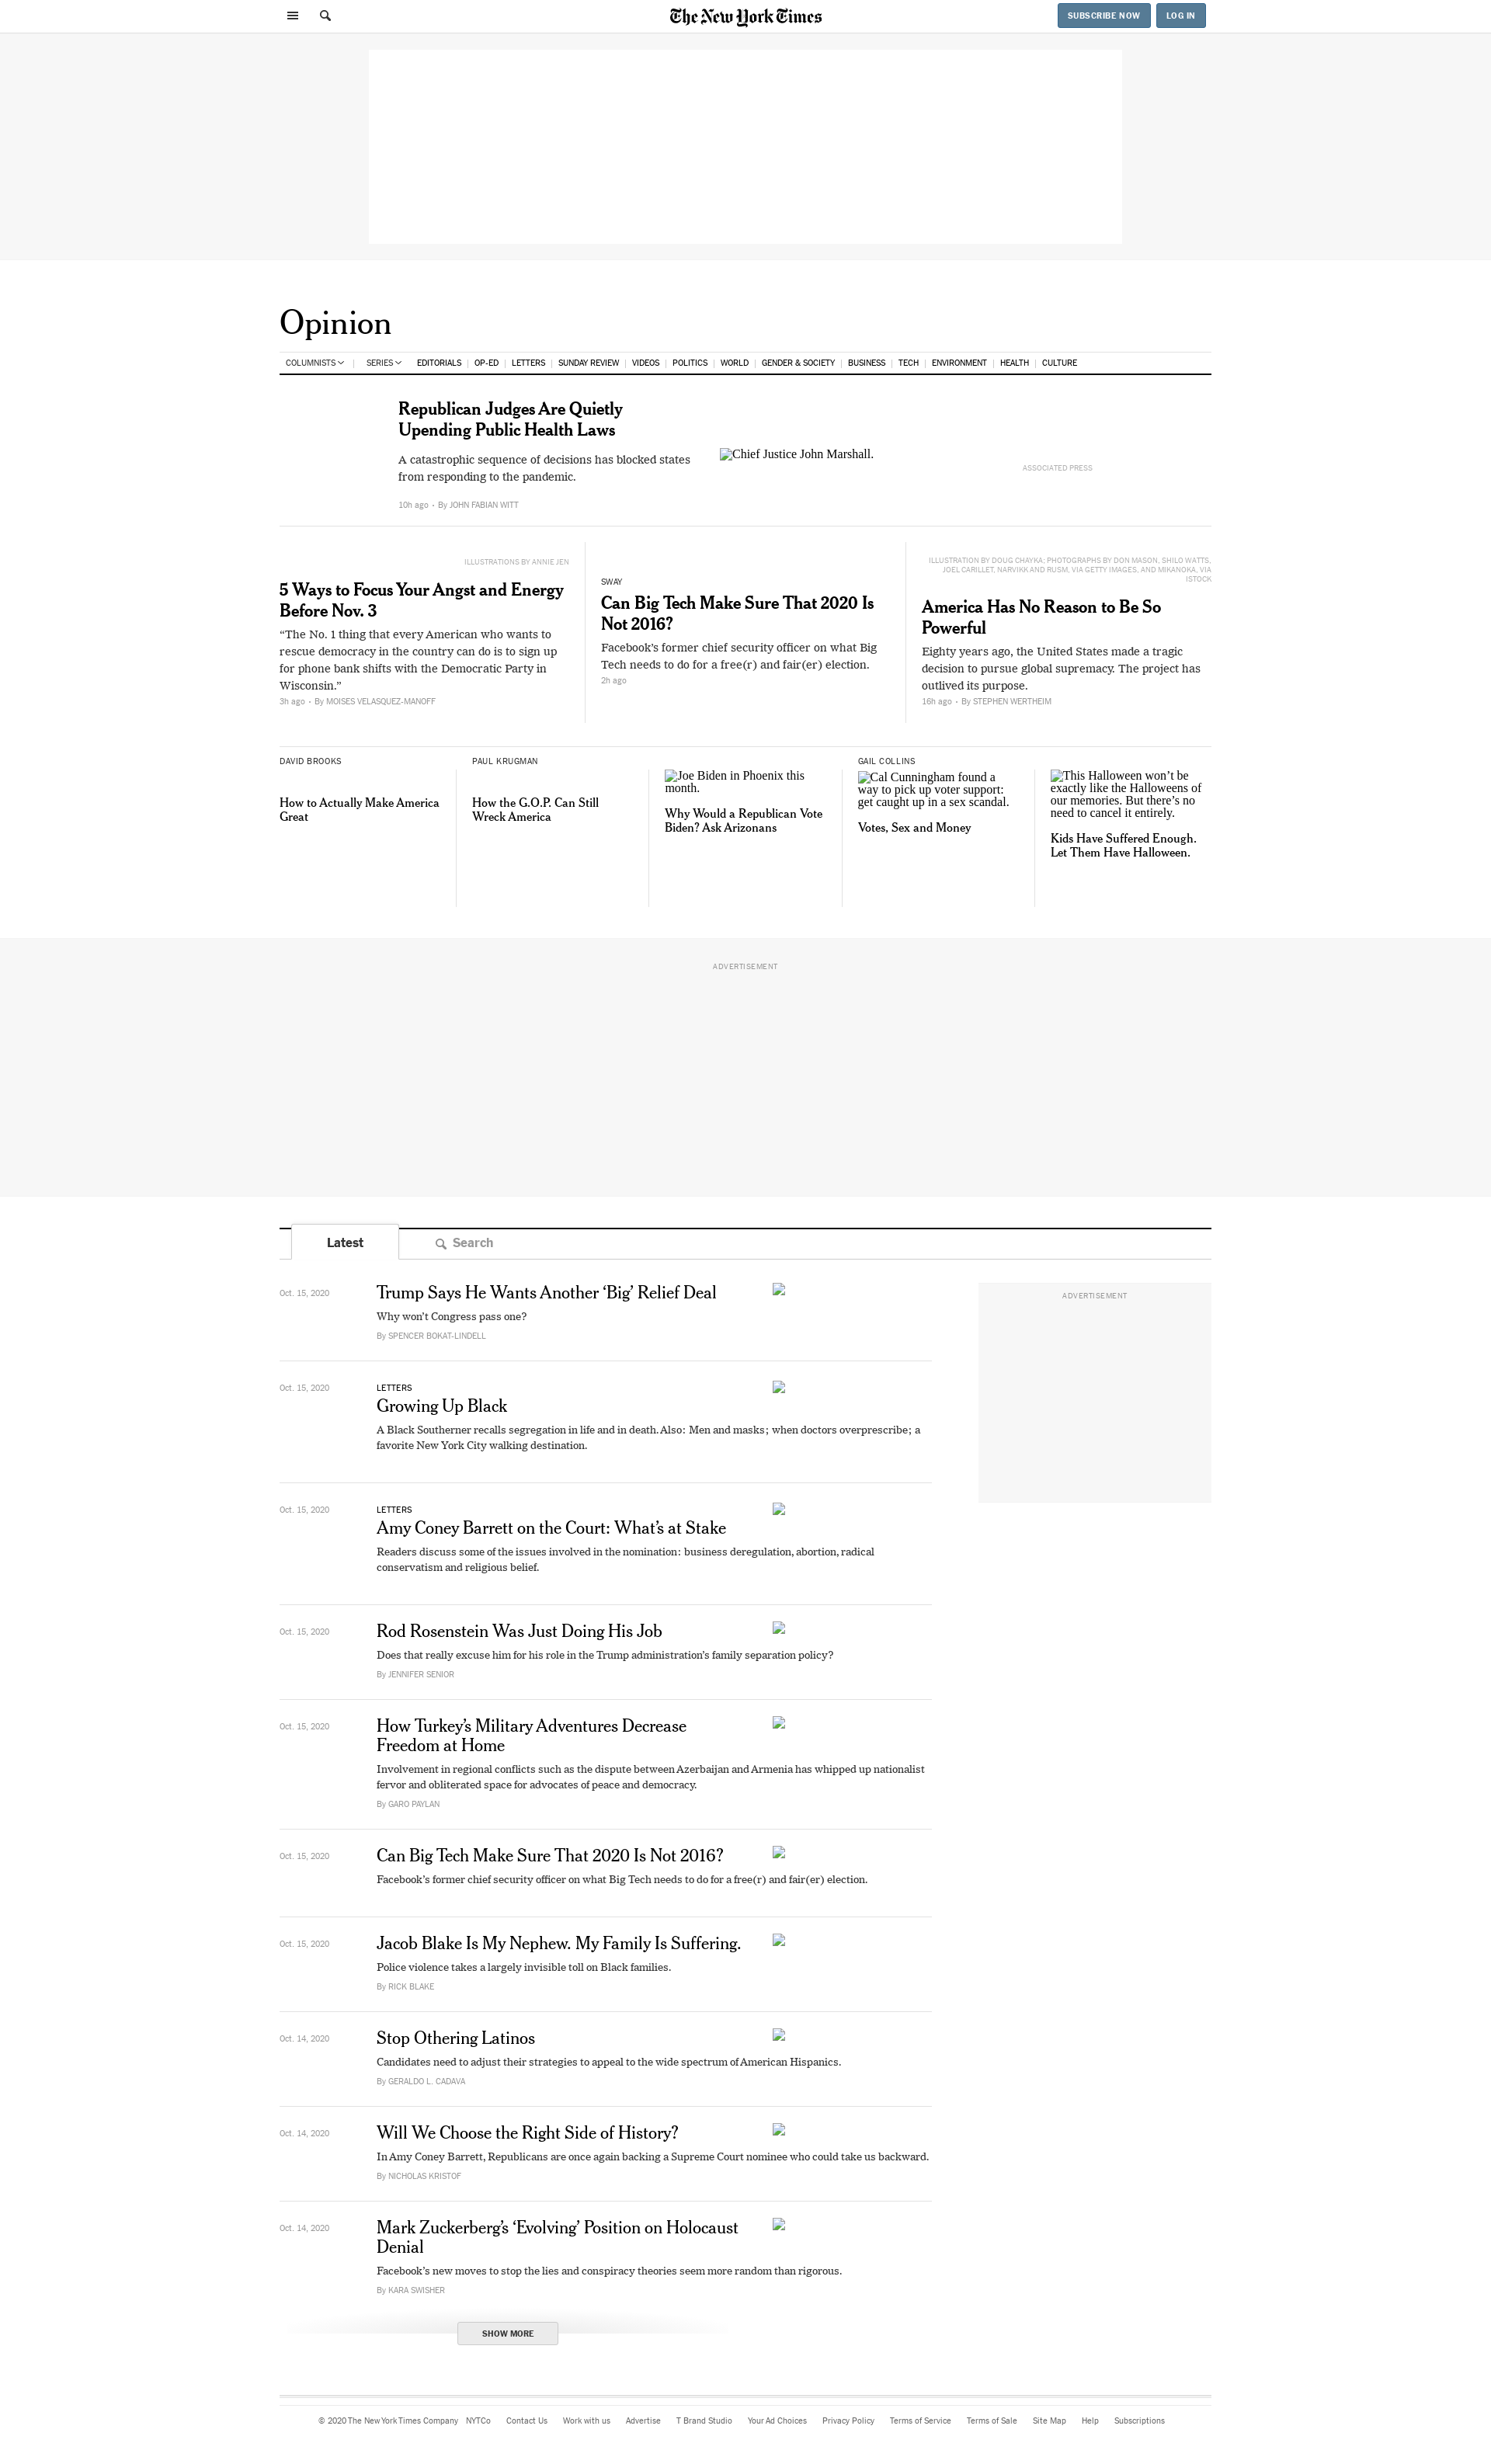 The New York Times
SUBSCRIBE NOW
LOG IN
Opinion
COLUMNISTS
SERIES
EDITORIALS
OP-ED
LETTERS
SUNDAY REVIEW
VIDEOS
POLITICS
WORLD
GENDER & SOCIETY
BUSINESS
TECH
ENVIRONMENT
HEALTH
CULTURE
Republican Judges Are Quietly
Upending Public Health Laws
A catastrophic sequence of decisions has blocked states
from responding to the pandemic.
10h ago • By JOHN FABIAN WITT
Chief Justice John Marshall.
ASSOCIATED PRESS
ILLUSTRATIONS BY ANNIE JEN
5 Ways to Focus Your Angst and Energy
Before Nov. 3
“The No. 1 thing that every American who wants to
rescue democracy in the country can do is to sign up
for phone bank shifts with the Democratic Party in
Wisconsin.”
3h ago • By MOISES VELASQUEZ-MANOFF
SWAY
Can Big Tech Make Sure That 2020 Is
Not 2016?
Facebook’s former chief security officer on what Big
Tech needs to do for a free(r) and fair(er) election.
2h ago
ILLUSTRATION BY DOUG CHAYKA; PHOTOGRAPHS BY DON MASON, SHILO WATTS,
JOEL CARILLET, NARVIKK AND RUSM, VIA GETTY IMAGES, AND MIKANOKA, VIA
ISTOCK
America Has No Reason to Be So
Powerful
Eighty years ago, the United States made a tragic
decision to pursue global supremacy. The project has
outlived its purpose.
16h ago • By STEPHEN WERTHEIM
DAVID BROOKS
How to Actually Make America
Great
PAUL KRUGMAN
How the G.O.P. Can Still
Wreck America
Joe Biden in Phoenix this
month.
Why Would a Republican Vote
Biden? Ask Arizonans
GAIL COLLINS
Cal Cunningham found a
way to pick up voter support:
get caught up in a sex scandal.
Votes, Sex and Money
This Halloween won’t be
exactly like the Halloweens of
our memories. But there’s no
need to cancel it entirely.
Kids Have Suffered Enough.
Let Them Have Halloween.
ADVERTISEMENT
Latest
Search
Oct. 15, 2020
Trump Says He Wants Another ‘Big’ Relief Deal
Why won’t Congress pass one?
By SPENCER BOKAT-LINDELL
ADVERTISEMENT
Oct. 15, 2020
LETTERS
Growing Up Black
A Black Southerner recalls segregation in life and in death. Also: Men and masks; when doctors overprescribe; a
favorite New York City walking destination.
Oct. 15, 2020
LETTERS
Amy Coney Barrett on the Court: What’s at Stake
Readers discuss some of the issues involved in the nomination: business deregulation, abortion, radical
conservatism and religious belief.
Oct. 15, 2020
Rod Rosenstein Was Just Doing His Job
Does that really excuse him for his role in the Trump administration’s family separation policy?
By JENNIFER SENIOR
Oct. 15, 2020
How Turkey’s Military Adventures Decrease
Freedom at Home
Involvement in regional conflicts such as the dispute between Azerbaijan and Armenia has whipped up nationalist
fervor and obliterated space for advocates of peace and democracy.
By GARO PAYLAN
Oct. 15, 2020
Can Big Tech Make Sure That 2020 Is Not 2016?
Facebook’s former chief security officer on what Big Tech needs to do for a free(r) and fair(er) election.
Oct. 15, 2020
Jacob Blake Is My Nephew. My Family Is Suffering.
Police violence takes a largely invisible toll on Black families.
By RICK BLAKE
Oct. 14, 2020
Stop Othering Latinos
Candidates need to adjust their strategies to appeal to the wide spectrum of American Hispanics.
By GERALDO L. CADAVA
Oct. 14, 2020
Will We Choose the Right Side of History?
In Amy Coney Barrett, Republicans are once again backing a Supreme Court nominee who could take us backward.
By NICHOLAS KRISTOF
Oct. 14, 2020
Mark Zuckerberg’s ‘Evolving’ Position on Holocaust
Denial
Facebook’s new moves to stop the lies and conspiracy theories seem more random than rigorous.
By KARA SWISHER
SHOW MORE
© 2020 The New York Times Company
NYTCo
Contact Us
Work with us
Advertise
T Brand Studio
Your Ad Choices
Privacy Policy
Terms of Service
Terms of Sale
Site Map
Help
Subscriptions